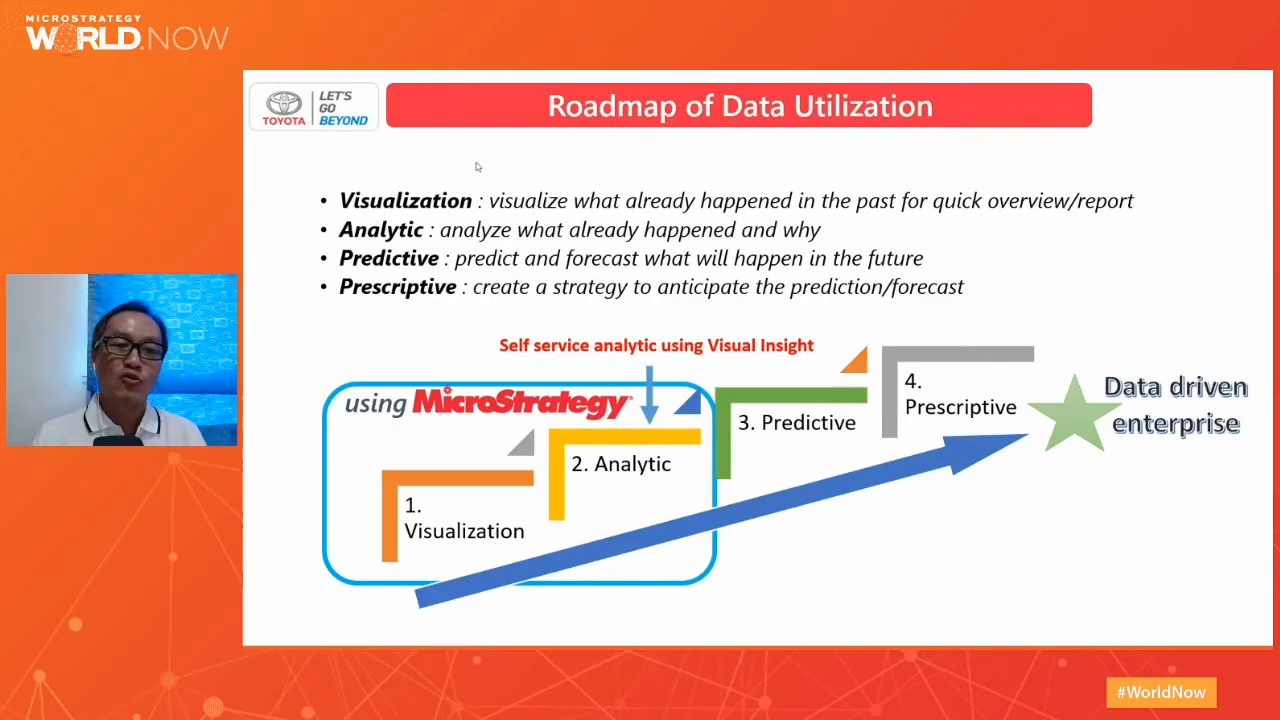 MICROSTRATEGY
WORLD.NOW
TOYOTA
LET'S
GO
BEYOND
Roadmap of Data Utilization
• Visualization : visualize what already happened in the past for quick overview/report
• Analytic : analyze what already happened and why
• Predictive : predict and forecast what will happen in the future
• Prescriptive : create a strategy to anticipate the prediction/forecast
Self service analytic using Visual Insight
using MicroStrategy
1.
Visualization
2. Analytic
3. Predictive
4.
Prescriptive
Data driven
enterprise
#WorldNow